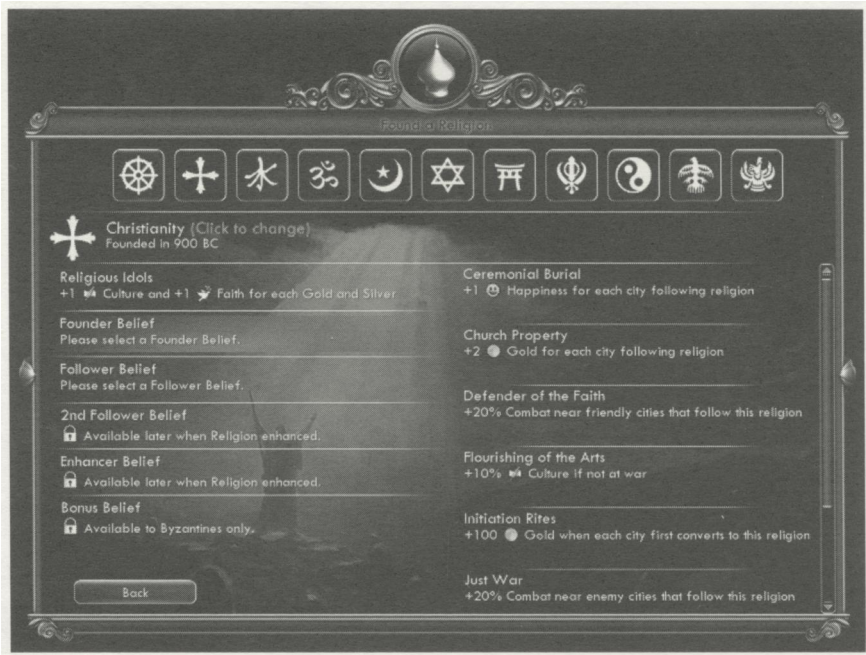 Found a Religion
Christianity (Click to change)
Founded in 900 BC
Religious Idols
+1 Culture and +1 Faith for each Gold and Silver
Founder Belief
Please select a Founder Belief.
Follower Belief
Please select a Follower Belief.
2nd Follower Belief
Available later when Religion enhanced.
Enhancer Belief
Available later when Religion enhanced.
Bonus Belief
Available to Byzantines only.
Back
Ceremonial Burial
+1 Happiness for each city following religion
Church Property
+2 Gold for each city following religion
Defender of the Faith
+20% Combat near friendly cities that follow this religion
Flourishing of the Arts
+10% Culture if not at war
Initiation Rites
+100 Gold when each city first converts to this religion
Just War
+20% Combat near enemy cities that follow this religion